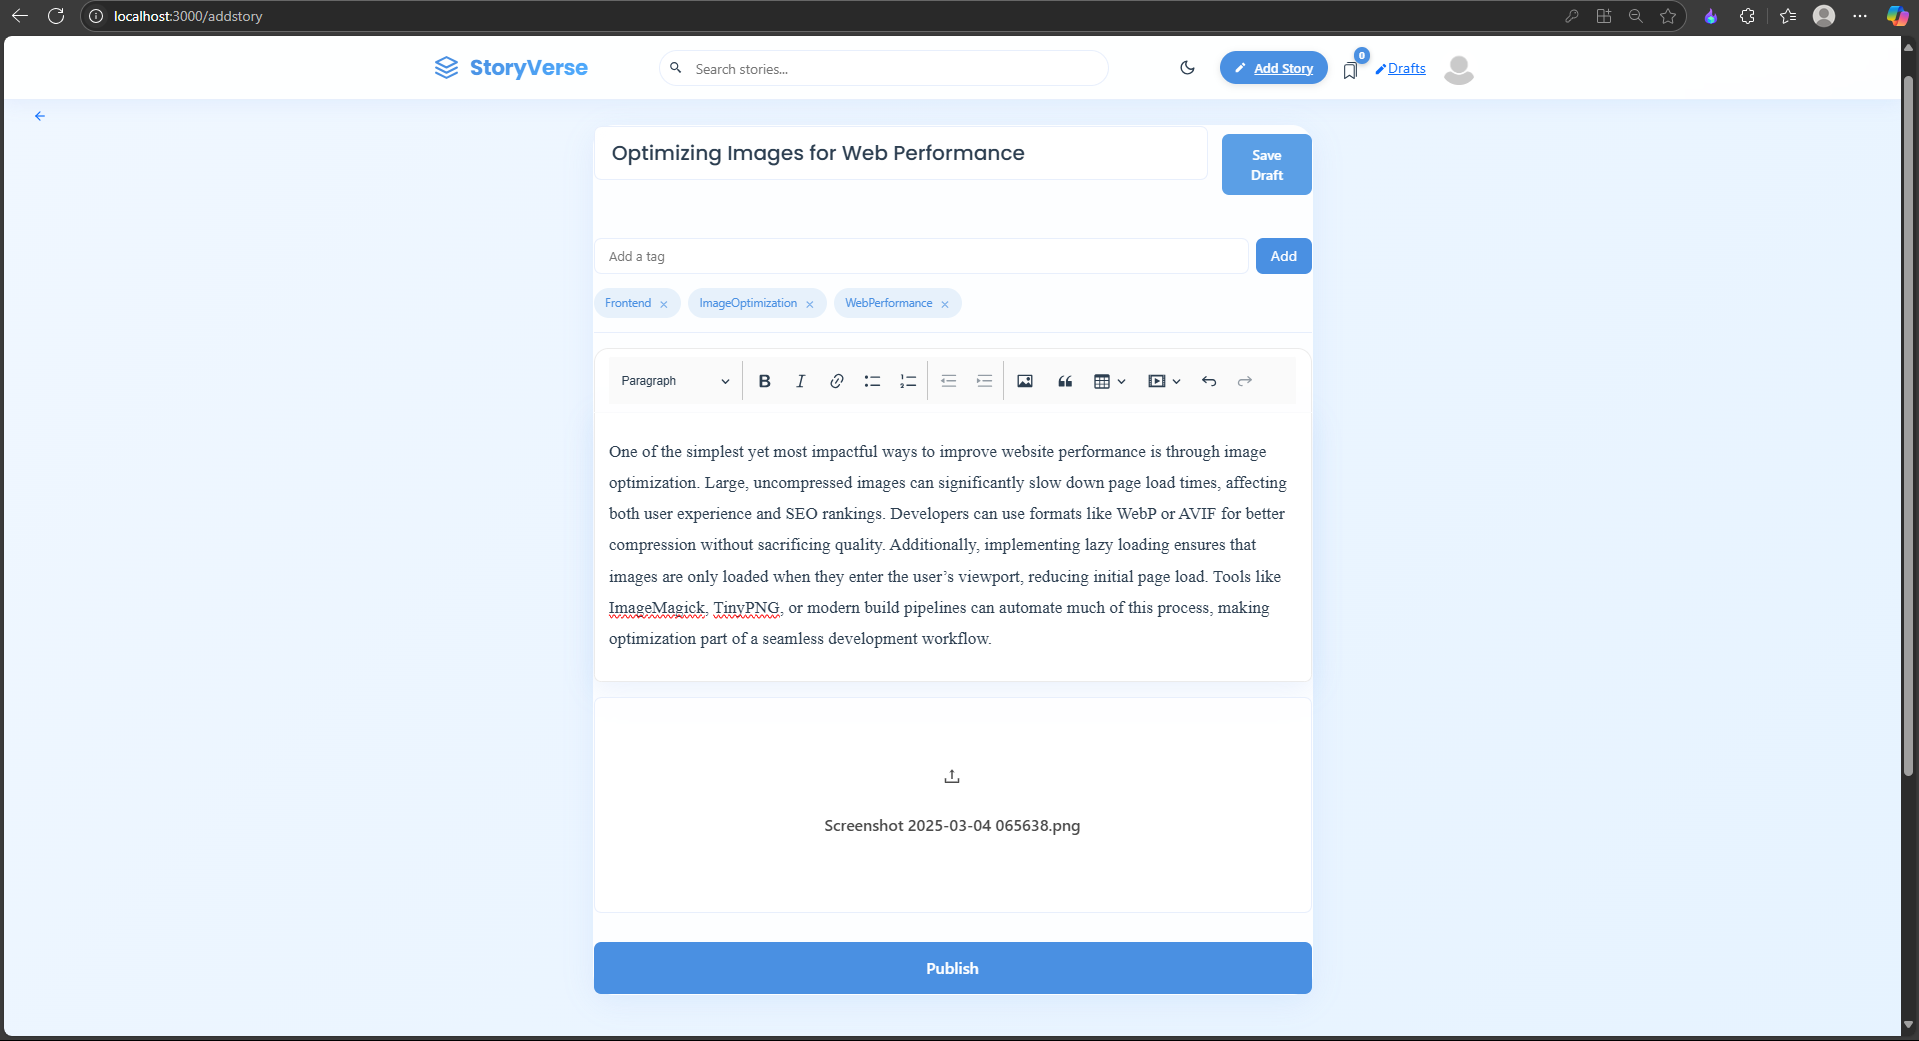 localhost:3000/addstory
StoryVerse
Search stories...
Add Story
0
Drafts
Optimizing Images for Web Performance
Save
Draft
Add a tag
Add
Frontend ×
ImageOptimization ×
WebPerformance ×
Paragraph
One of the simplest yet most impactful ways to improve website performance is through image
optimization. Large, uncompressed images can significantly slow down page load times, affecting
both user experience and SEO rankings. Developers can use formats like WebP or AVIF for better
compression without sacrificing quality. Additionally, implementing lazy loading ensures that
images are only loaded when they enter the user’s viewport, reducing initial page load. Tools like
ImageMagick, TinyPNG, or modern build pipelines can automate much of this process, making
optimization part of a seamless development workflow.
Screenshot 2025-03-04 065638.png
Publish